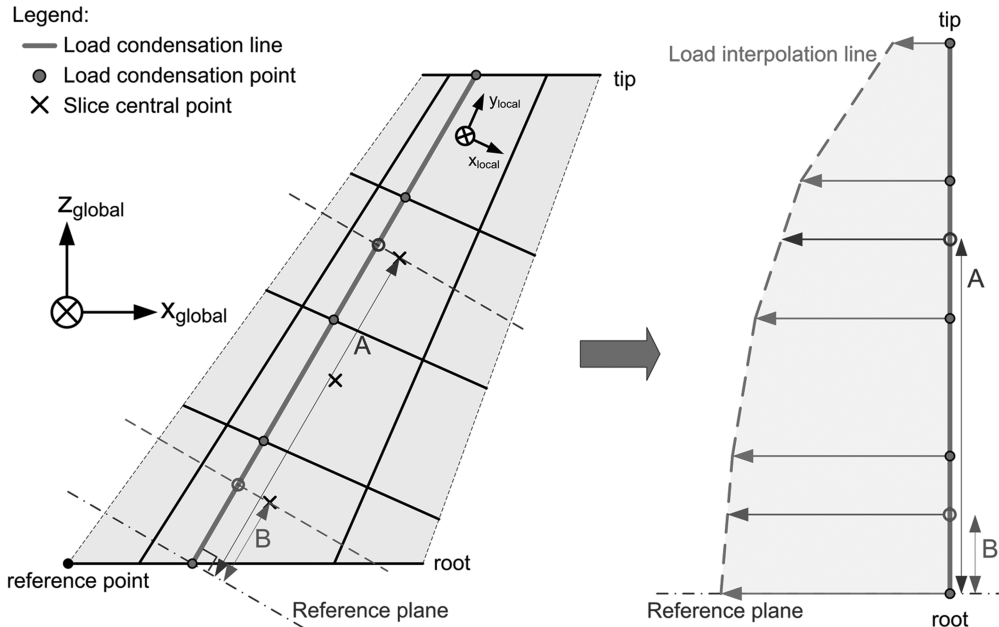 Legend:
Load condensation line
Load condensation point
Slice central point
tip
ylocal
xlocal
zglobal
xglobal
A
B
root
reference point
Reference plane
tip
Load interpolation line
A
B
Reference plane
root